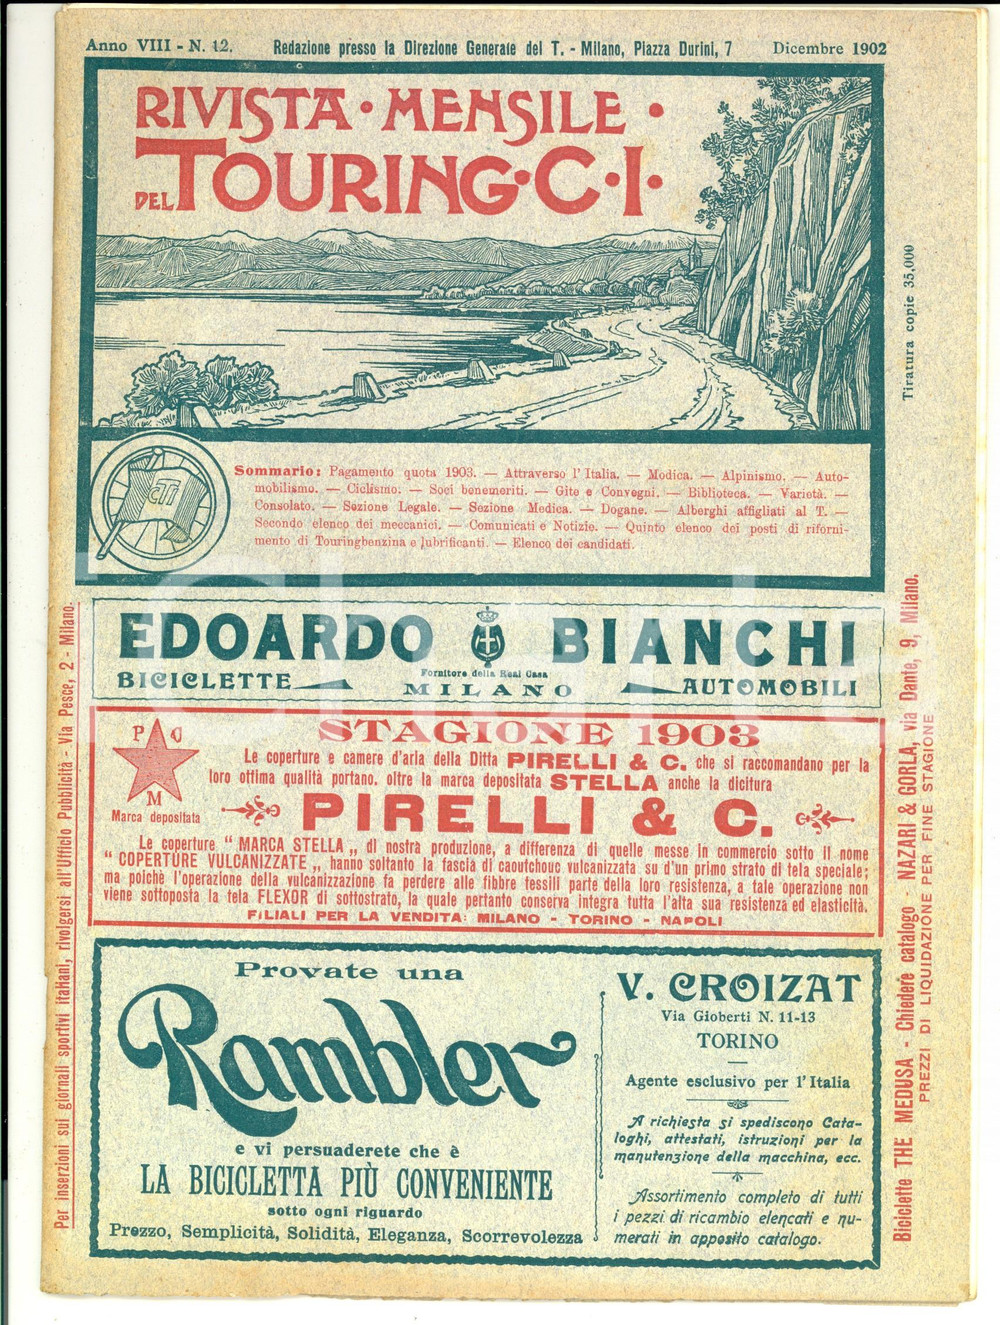 Anno VIII - N. 12.
Redazione presso la Direzione Generale del T. - Milano, Piazza Durini, 7
Dicembre 1902
RIVISTA · MENSILE ·
DEL TOURING · C · I ·
Tiratura copie 35,000
CTI
Sommario: Pagamento quota 1903. — Attraverso l'Italia. — Modica. — Alpinismo. — Auto-
mobilismo. — Ciclismo. — Soci benemeriti. — Gite e Convegni. — Biblioteca. — Varietà. —
Consolato. — Sezione Legale. — Sezione Medica. — Dogane. — Alberghi affigliati al T. —
Secondo elenco dei meccanici. — Comunicati e Notizie. — Quinto elenco dei posti di riforni-
mento di Touringbenzina e lubrificanti. — Elenco dei candidati.
EDOARDO BIANCHI
Fornitore della Real Casa
BICICLETTE MILANO AUTOMOBILI
P C
M
Marca depositata
STAGIONE 1903
Le coperture e camere d'aria della Ditta PIRELLI & C. che si raccomandano per la
loro ottima qualità portano, oltre la marca depositata STELLA anche la dicitura
PIRELLI & C.
Le coperture " MARCA STELLA „ di nostra produzione, a differenza di quelle messe in commercio sotto il nome
" COPERTURE VULCANIZZATE „ hanno soltanto la fascia di caoutchouc vulcanizzata su d'un primo strato di tela speciale;
ma poichè l'operazione della vulcanizzazione fa perdere alle fibbre tessili parte della loro resistenza, a tale operazione non
viene sottoposta la tela FLEXOR di sottostrato, la quale pertanto conserva integra tutta l'alta sua resistenza ed elasticità.
FILIALI PER LA VENDITA: MILANO - TORINO - NAPOLI
Provate una
Rambler
e vi persuaderete che è
LA BICICLETTA PIÙ CONVENIENTE
sotto ogni riguardo
Prezzo, Semplicità, Solidità, Eleganza, Scorrevolezza
V. CROIZAT
Via Gioberti N. 11-13
TORINO
Agente esclusivo per l'Italia
A richiesta si spediscono Cata-
loghi, attestati, istruzioni per la
manutenzione della macchina, ecc.
Assortimento completo di tutti
i pezzi di ricambio elencati e nu-
merati in apposito catalogo.
Per inserzioni sui giornali sportivi italiani, rivolgersi all'Ufficio Pubblicità - Via Pesce, 2 - Milano.
Biciclette THE MEDUSA - Chiedere catalogo - NAZARI & GORLA, via Dante, 9, Milano.
PREZZI DI LIQUIDAZIONE PER FINE STAGIONE